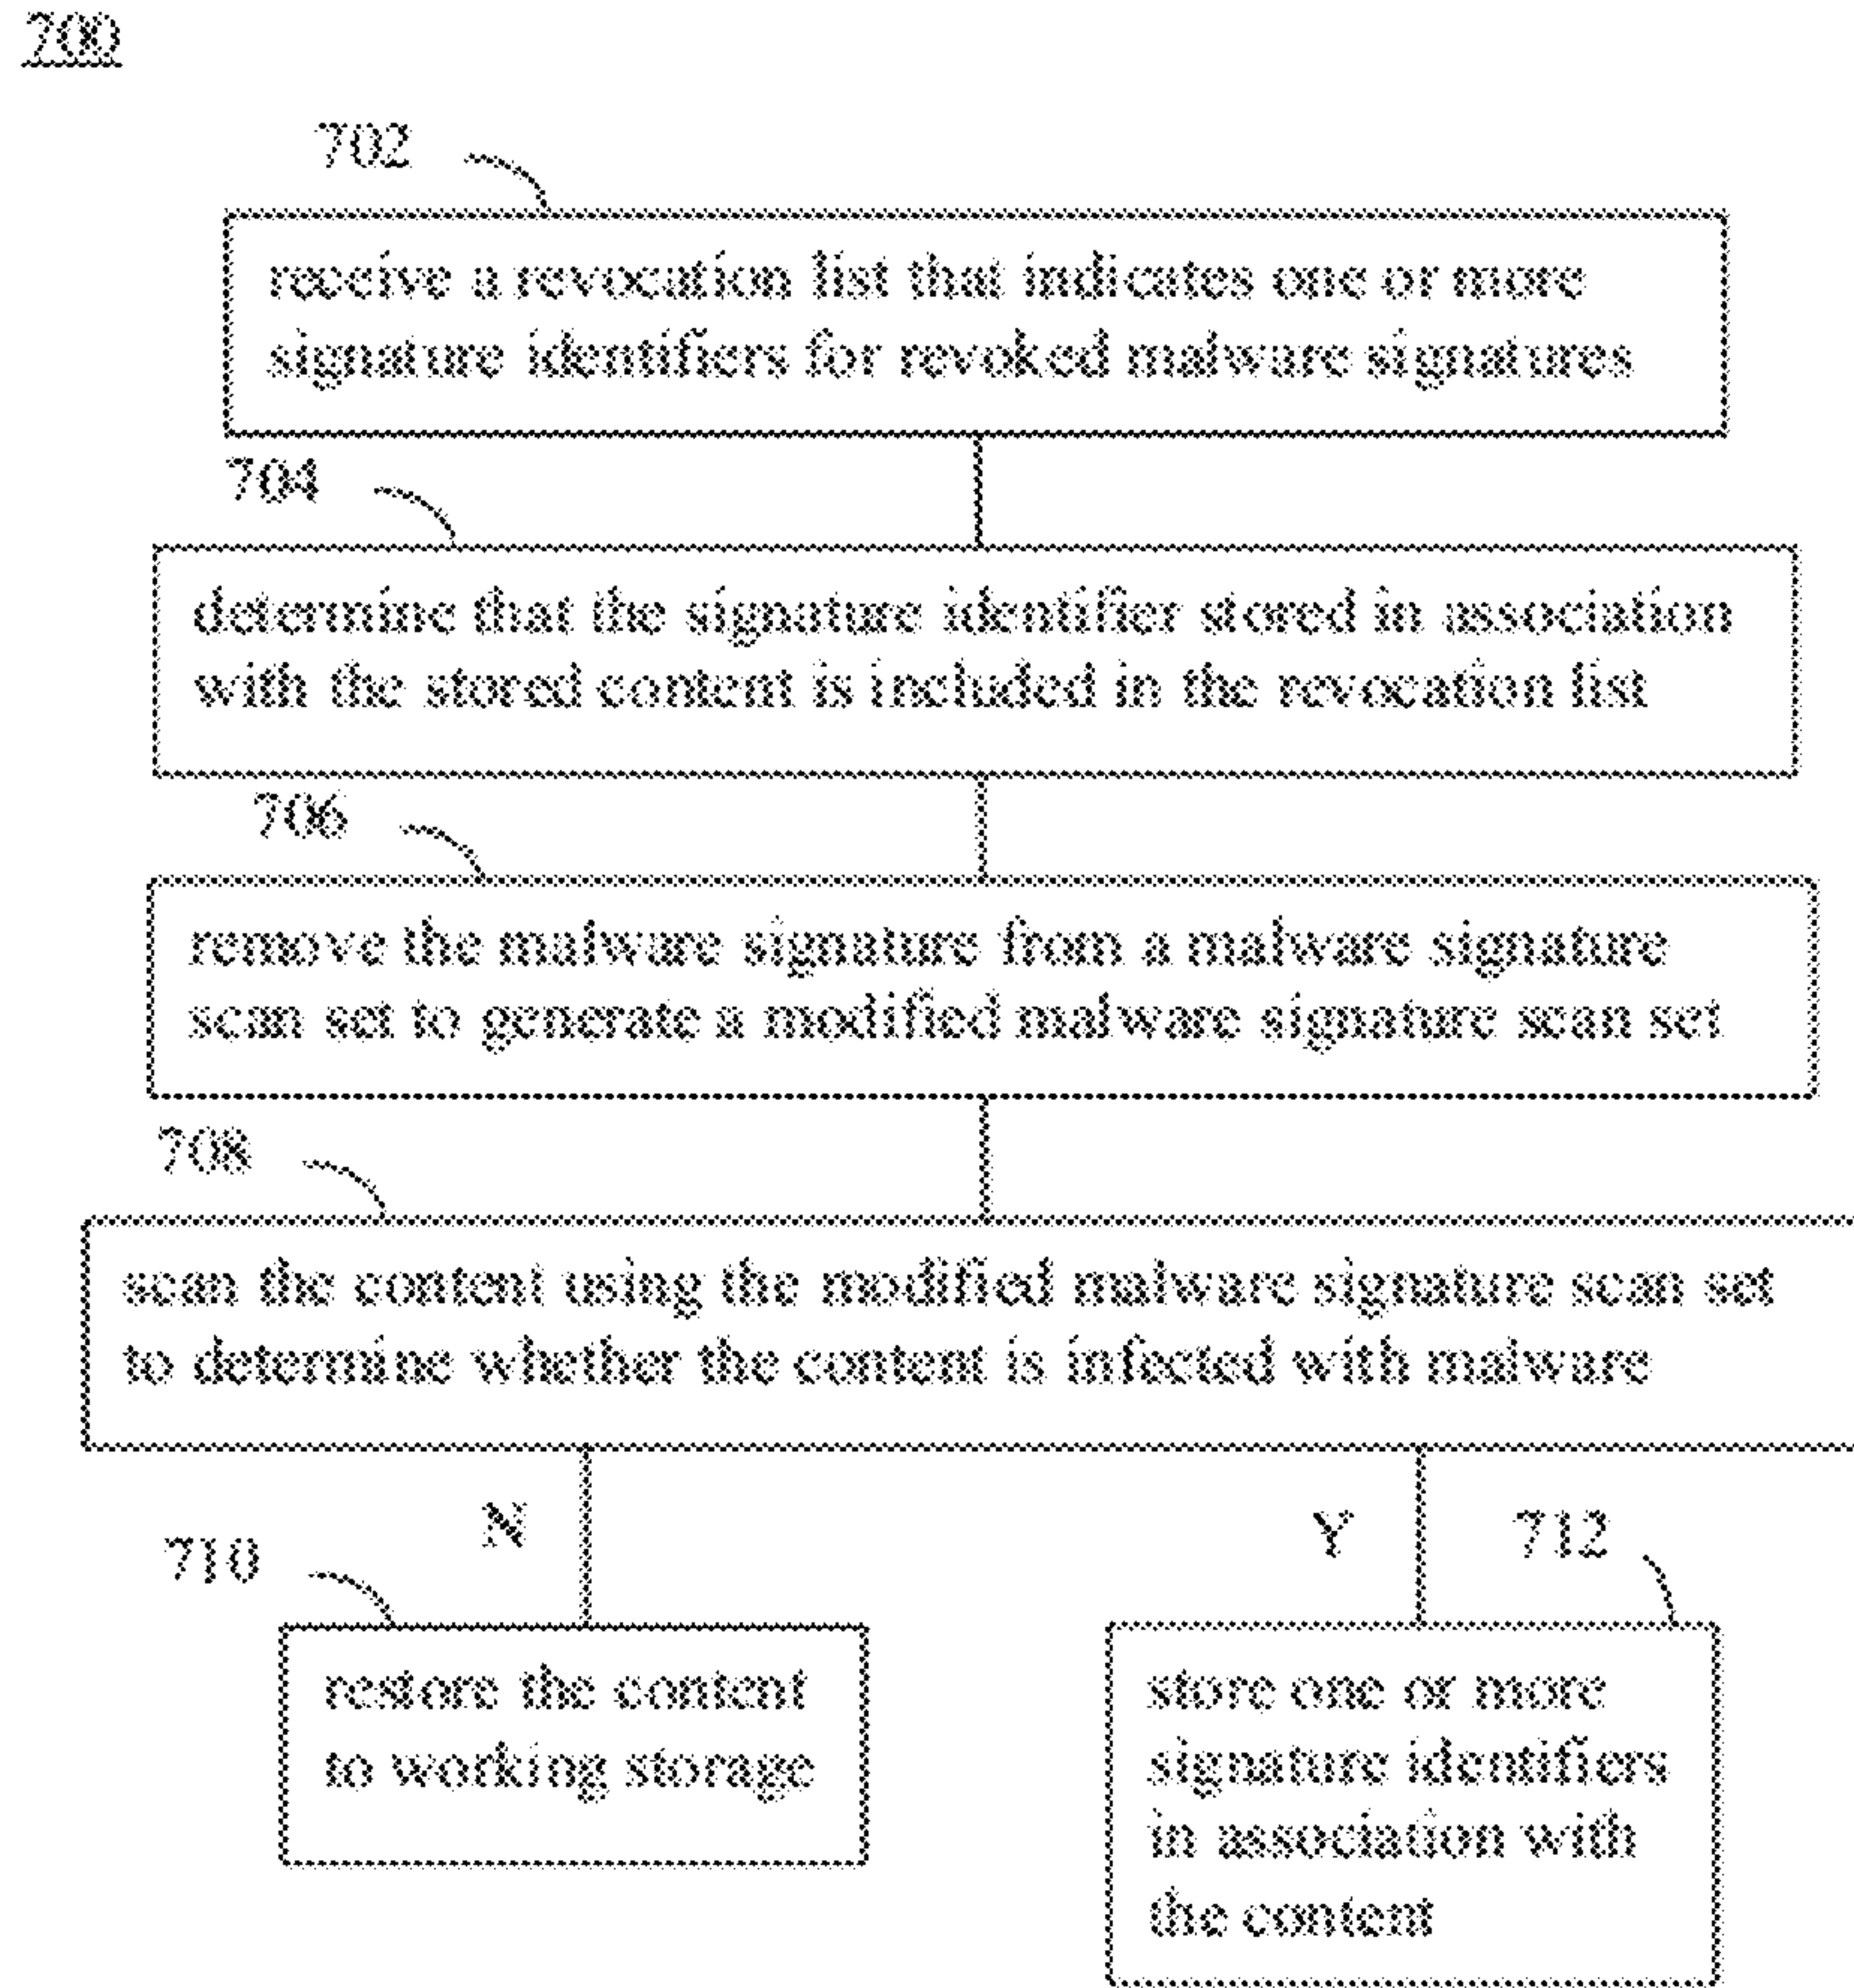 700
702
receive a revocation list that indicates one or more
signature identifiers for revoked malware signatures
704
determine that the signature identifier stored in association
with the stored content is included in the revocation list
706
remove the malware signature from a malware signature
scan set to generate a modified malware signature scan set
708
scan the content using the modified malware signature scan set
to determine whether the content is infected with malware
N
Y
710
712
restore the content
to working storage
store one or more
signature identifiers
in association with
the content